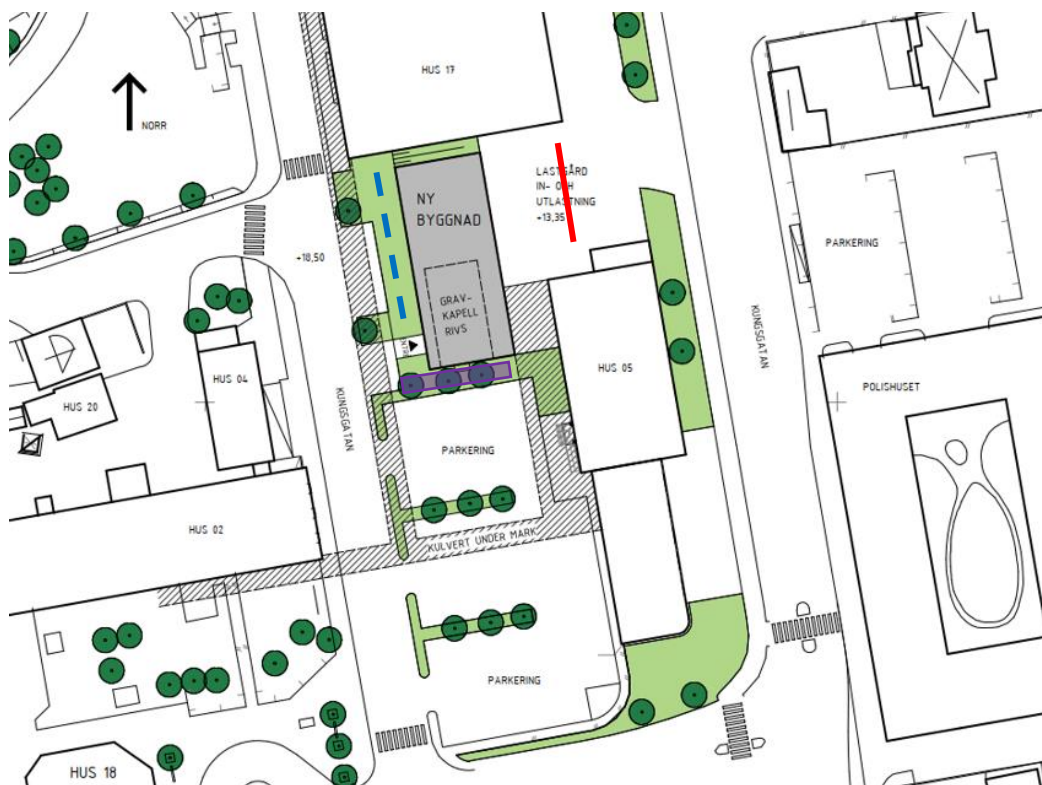 HUS 17
NORR
LASTGÅRD
IN- OCH
UTLASTNING
+13,35
NY
BYGGNAD
PARKERING
+18,50
GRAV-
KAPELL
RIVS
KUNGSGATAN
HUS 05
HUS 04
POLISHUSET
HUS 20
KUNGSGATAN
PARKERING
HUS 02
KULVERT UNDER MARK
PARKERING
HUS 18